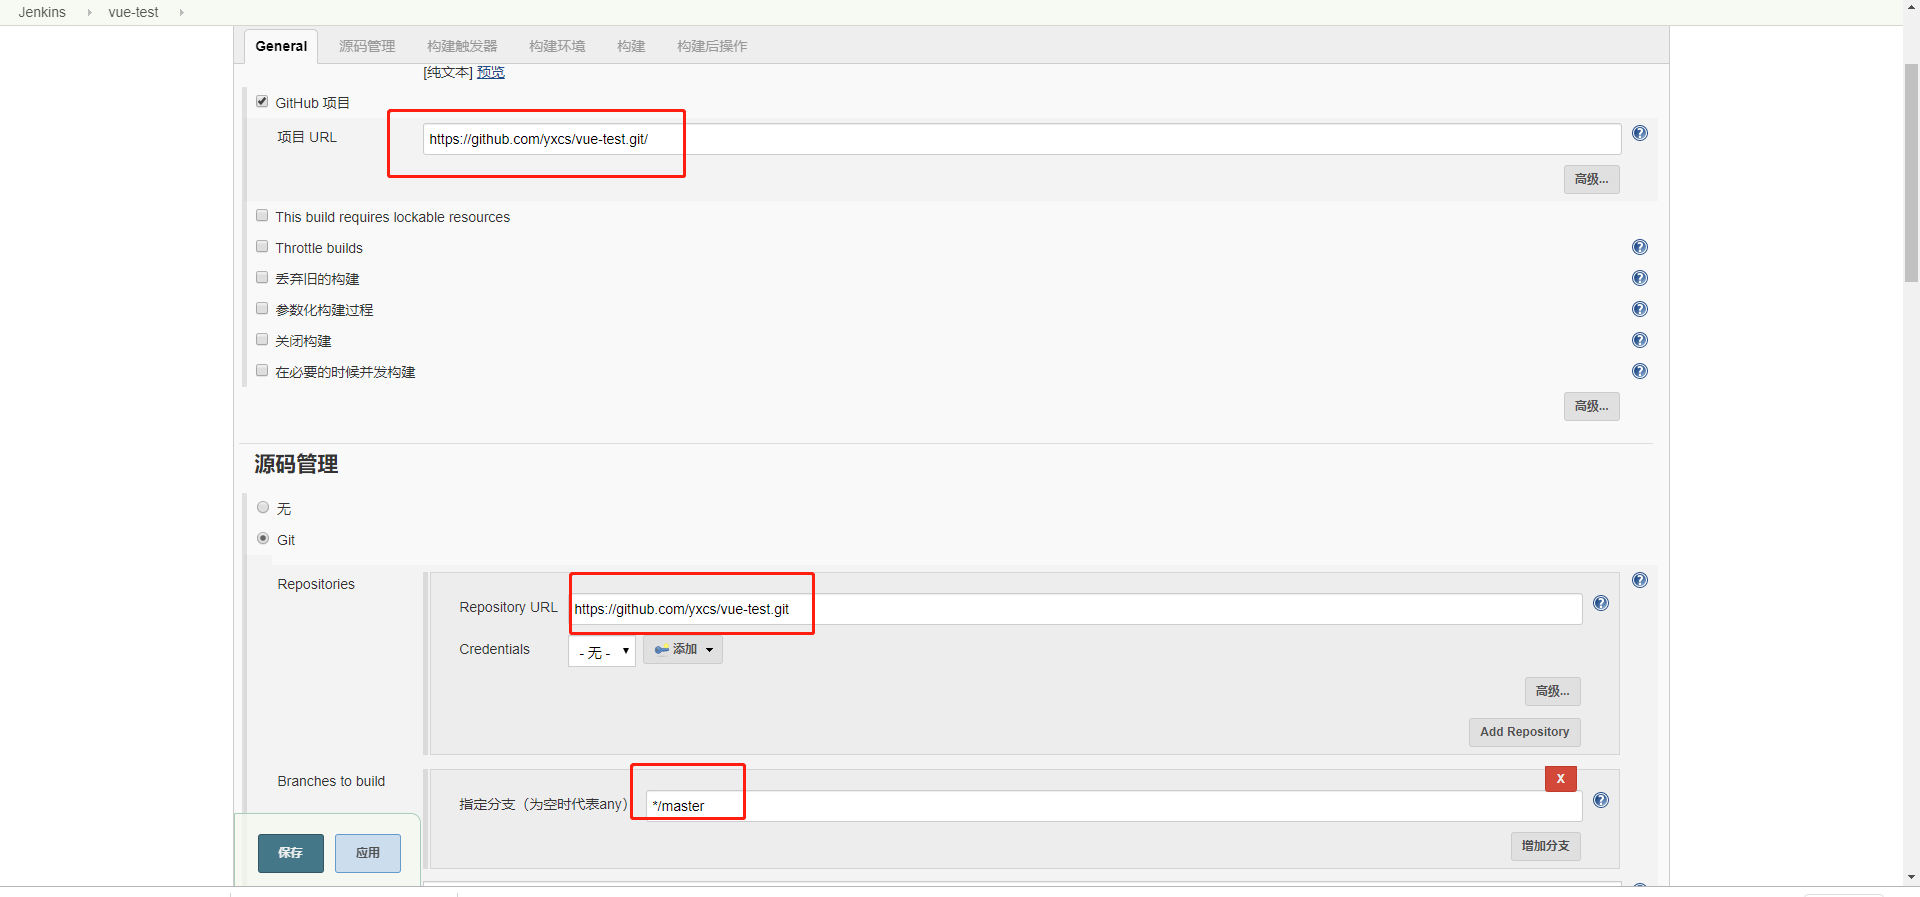 Jenkins vue-test
General 源码管理 构建触发器 构建环境 构建 构建后操作
[纯文本] 预览
GitHub 项目
项目 URL https://github.com/yxcs/vue-test.git/
高级...
This build requires lockable resources
Throttle builds
丢弃旧的构建
参数化构建过程
关闭构建
在必要的时候并发构建
高级...
源码管理
无
Git
Repositories
Repository URL https://github.com/yxcs/vue-test.git
Credentials - 无 - 添加
高级...
Add Repository
Branches to build
X
指定分支（为空时代表any） */master
增加分支
保存 应用